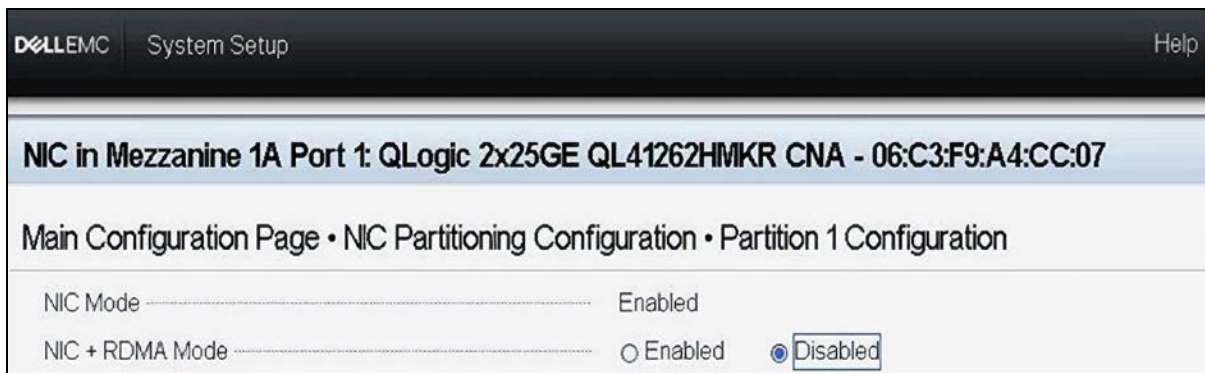 DELLEMC System Setup Help
NIC in Mezzanine 1A Port 1: QLogic 2x25GE QL41262HMKR CNA - 06:C3:F9:A4:CC:07
Main Configuration Page • NIC Partitioning Configuration • Partition 1 Configuration
NIC Mode Enabled
NIC + RDMA Mode Enabled Disabled